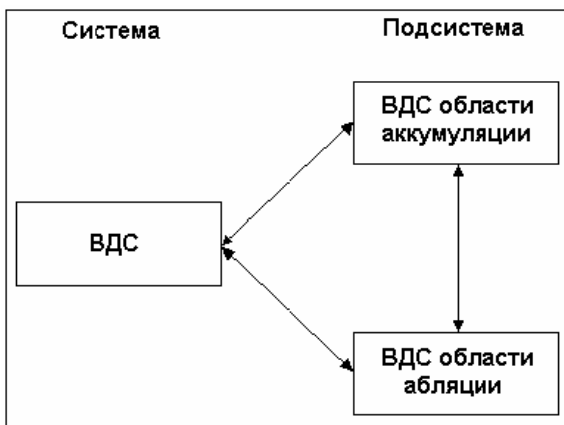 Система
Подсистема
ВДС области
аккумуляции
ВДС
ВДС области
абляции